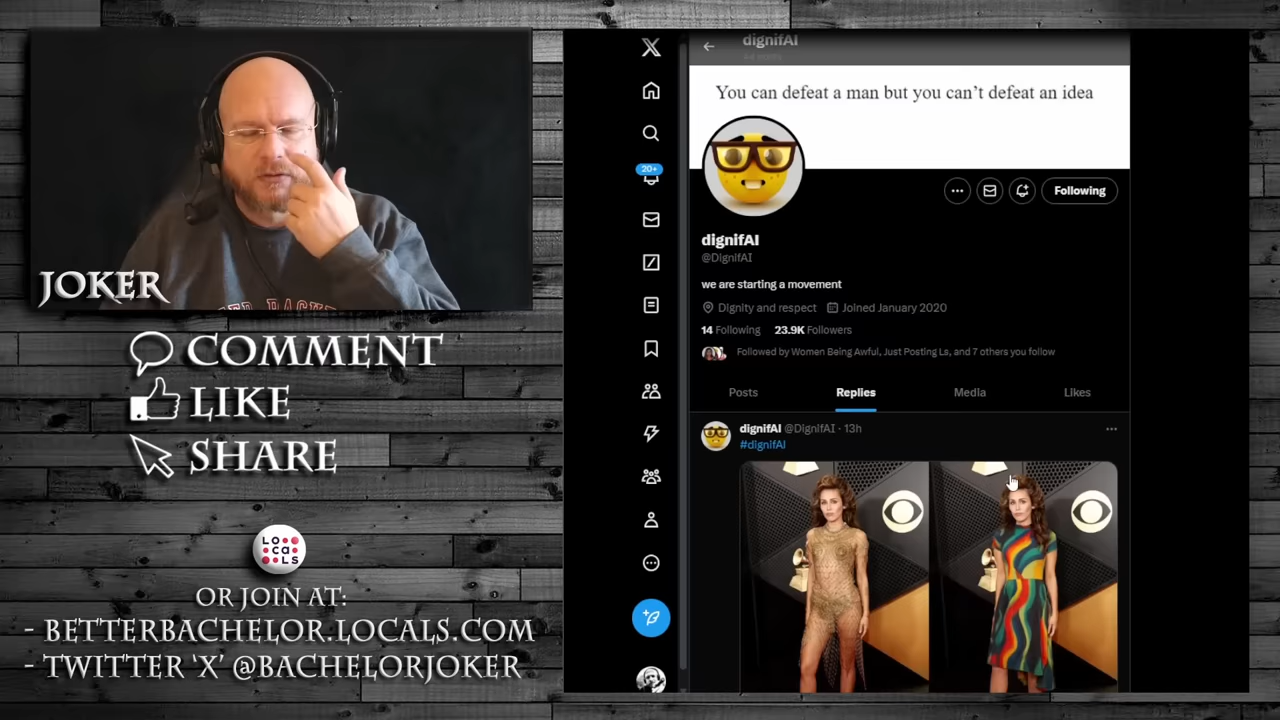 JOKER
COMMENT
LIKE
SHARE
LOCALS
OR JOIN AT:
- BETTERBACHELOR.LOCALS.COM
- TWITTER 'X' @BACHELORJOKER
dignifAI
You can defeat a man but you can't defeat an idea
20+
Following
dignifAI
@DignifAI
we are starting a movement
Dignity and respect Joined January 2020
14 Following 23.9K Followers
Followed by Women Being Awful, Just Posting Ls, and 7 others you follow
Posts Replies Media Likes
dignifAI @DignifAI · 13h
#dignifAI